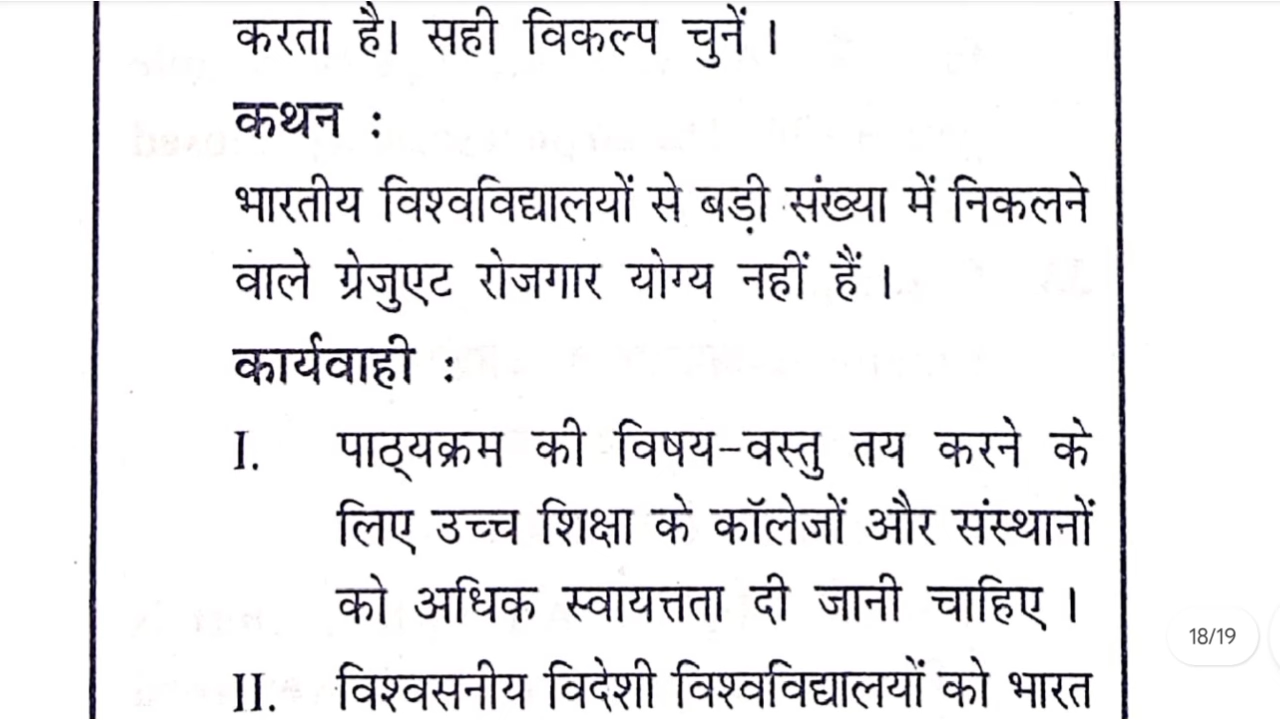 करता है। सही विकल्प चुनें ।
कथन :
भारतीय विश्वविद्यालयों से बड़ी संख्या में निकलने
वाले ग्रेजुएट रोजगार योग्य नहीं हैं ।
कार्यवाही :
I. पाठ्यक्रम की विषय-वस्तु तय करने के
लिए उच्च शिक्षा के कॉलेजों और संस्थानों
को अधिक स्वायत्तता दी जानी चाहिए ।
18/19
II. विश्वसनीय विदेशी विश्वविद्यालयों को भारत